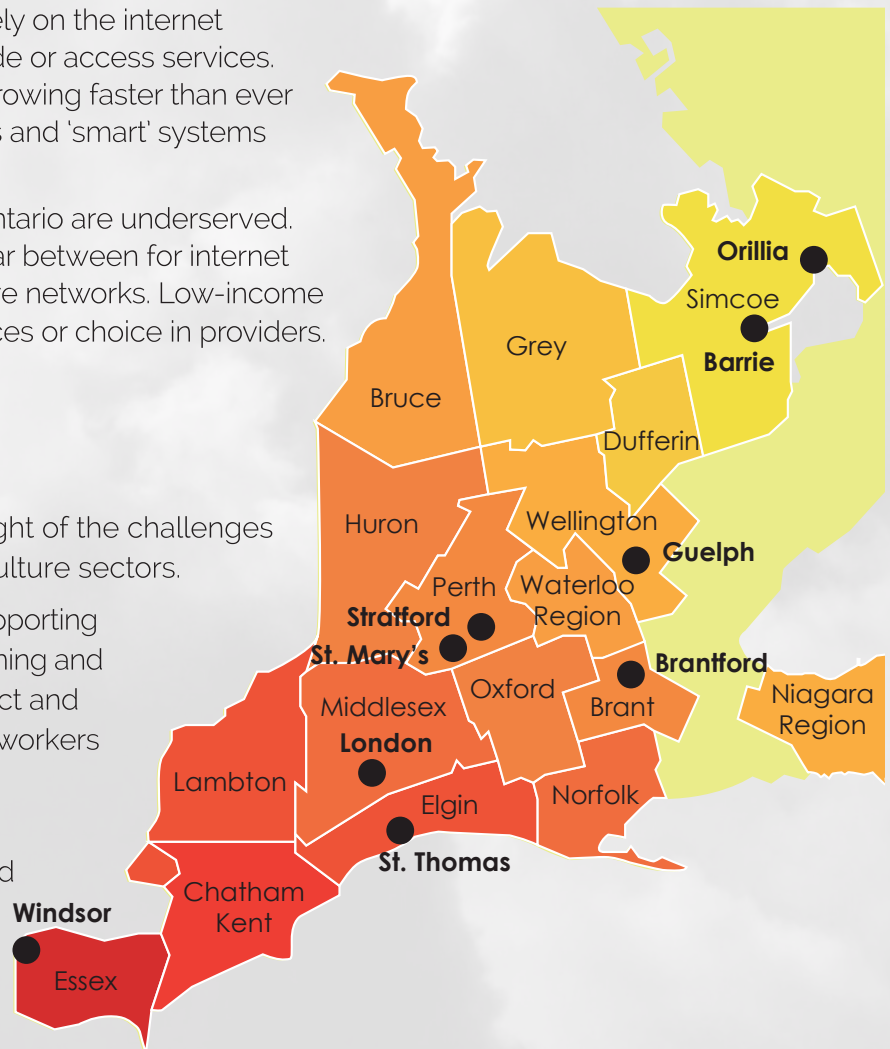 ely on the internet
de or access services.
rowing faster than ever
s and ‘smart’ systems
ntario are underserved.
ar between for internet
ve networks. Low-income
ces or choice in providers.
ght of the challenges
ulture sectors.
pporting
ning and
ct and
workers
d
Orillia
Simcoe
Barrie
Grey
Bruce
Dufferin
Huron
Wellington
Guelph
Perth
Waterloo
Region
Stratford
St. Mary’s
Brantford
Oxford
Brant
Niagara
Region
Middlesex
London
Lambton
Elgin
Norfolk
St. Thomas
Chatham
Kent
Windsor
Essex